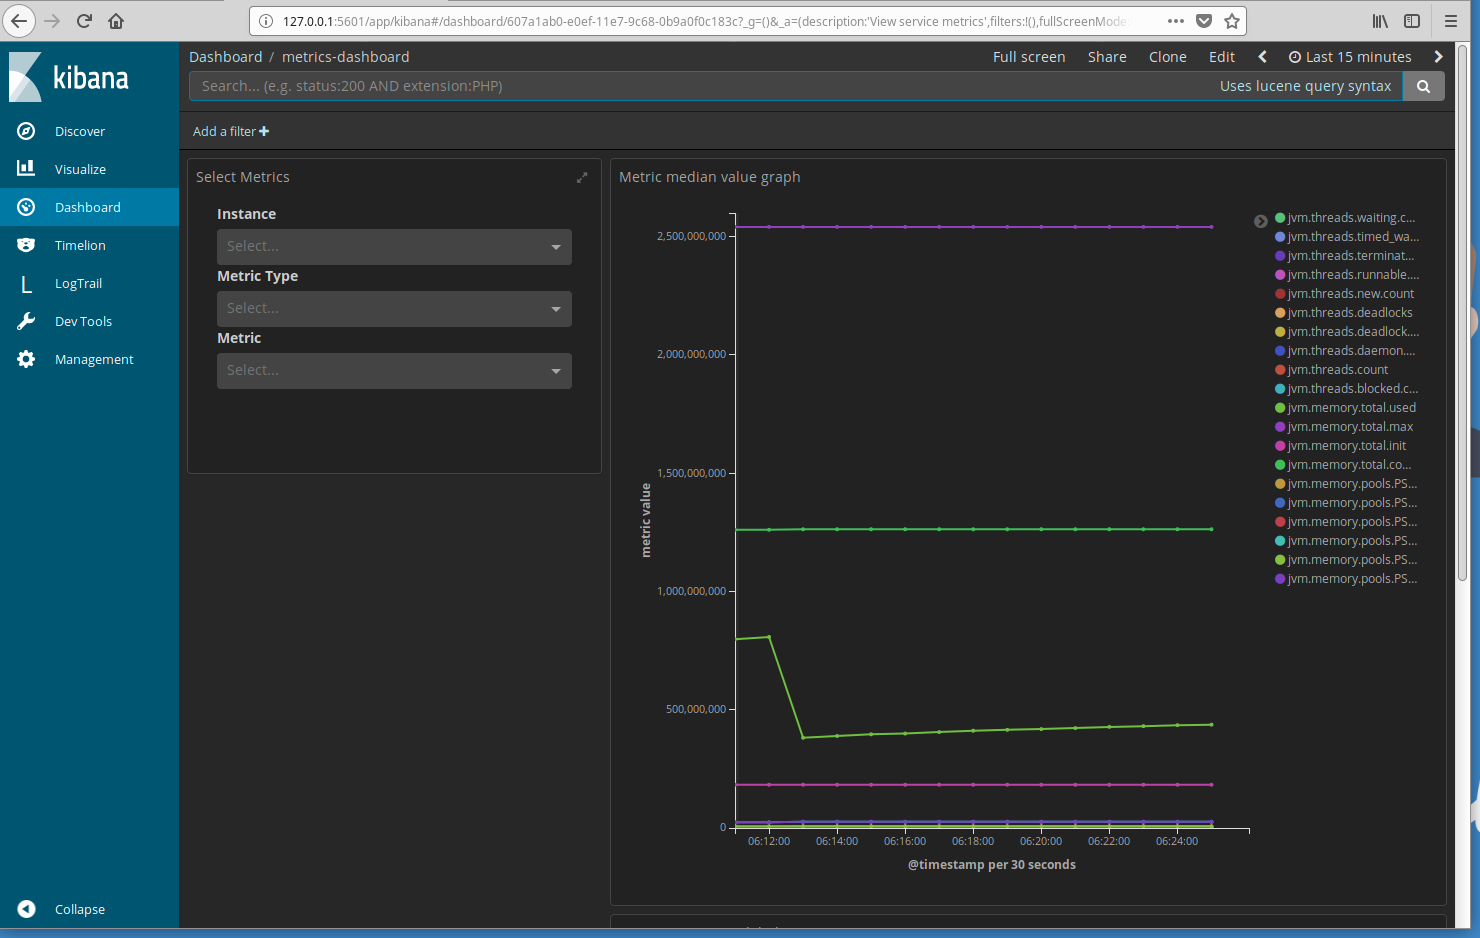 127.0.0.1:5601/app/kibana#/dashboard/607a1ab0-e0ef-11e7-9c68-0b9a0f0c183c?_g=()&_a=(description:'View service metrics',filters:!(),fullScreenMode
kibana
Discover
Visualize
Dashboard
Timelion
LogTrail
Dev Tools
Management
Collapse
Dashboard / metrics-dashboard
Full screen Share Clone Edit Last 15 minutes
Search... (e.g. status:200 AND extension:PHP)
Uses lucene query syntax
Add a filter
Select Metrics
Instance
Select...
Metric Type
Select...
Metric
Select...
Metric median value graph
metric value
2,500,000,000
2,000,000,000
1,500,000,000
1,000,000,000
500,000,000
0
06:12:00 06:14:00 06:16:00 06:18:00 06:20:00 06:22:00 06:24:00
@timestamp per 30 seconds
jvm.threads.waiting.c...
jvm.threads.timed_wa...
jvm.threads.terminat...
jvm.threads.runnable....
jvm.threads.new.count
jvm.threads.deadlocks
jvm.threads.deadlock....
jvm.threads.daemon....
jvm.threads.count
jvm.threads.blocked.c...
jvm.memory.total.used
jvm.memory.total.max
jvm.memory.total.init
jvm.memory.total.co...
jvm.memory.pools.PS...
jvm.memory.pools.PS...
jvm.memory.pools.PS...
jvm.memory.pools.PS...
jvm.memory.pools.PS...
jvm.memory.pools.PS...